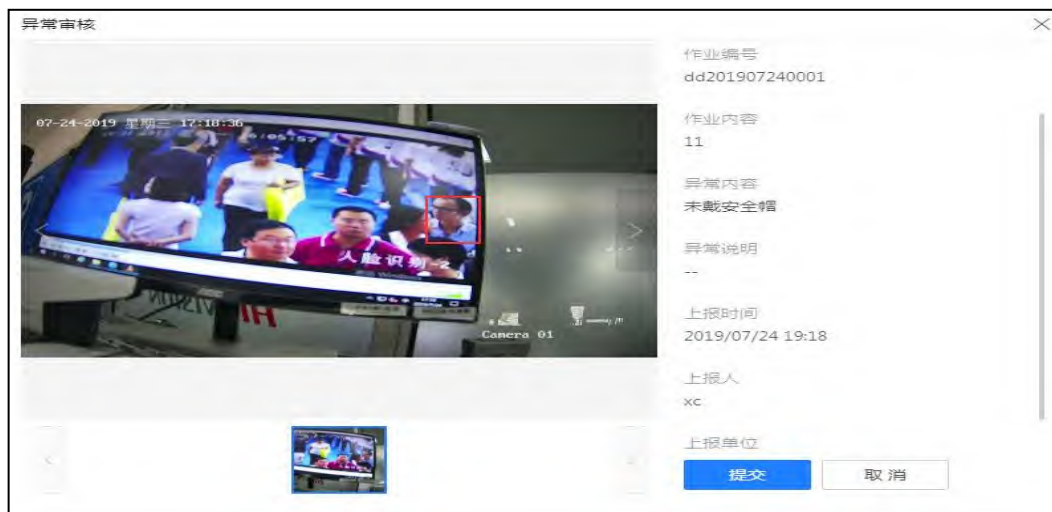 异常审核
07-24-2019 星期三 17:18:36
人脸识别-2
Camera 01
作业编号
dd201907240001
作业内容
11
异常内容
未戴安全帽
异常说明
--
上报时间
2019/07/24 19:18
上报人
xc
上报单位
提交
取消